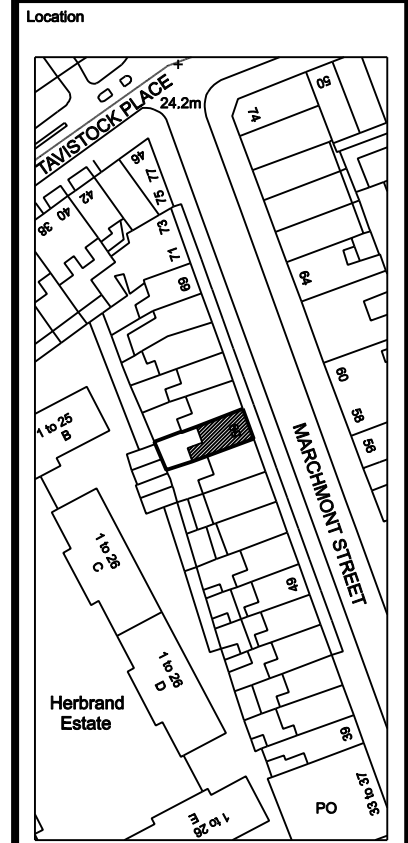 Location
TAVISTOCK PLACE
24.2m
50
74
46
77
75
42
40
38
73
71
69
64
60
58
56
1 to 25
B
MARCHMONT STREET
1 to 26
C
49
1 to 26
D
Herbrand
Estate
39
33 to 37
PO
1 to 26
E